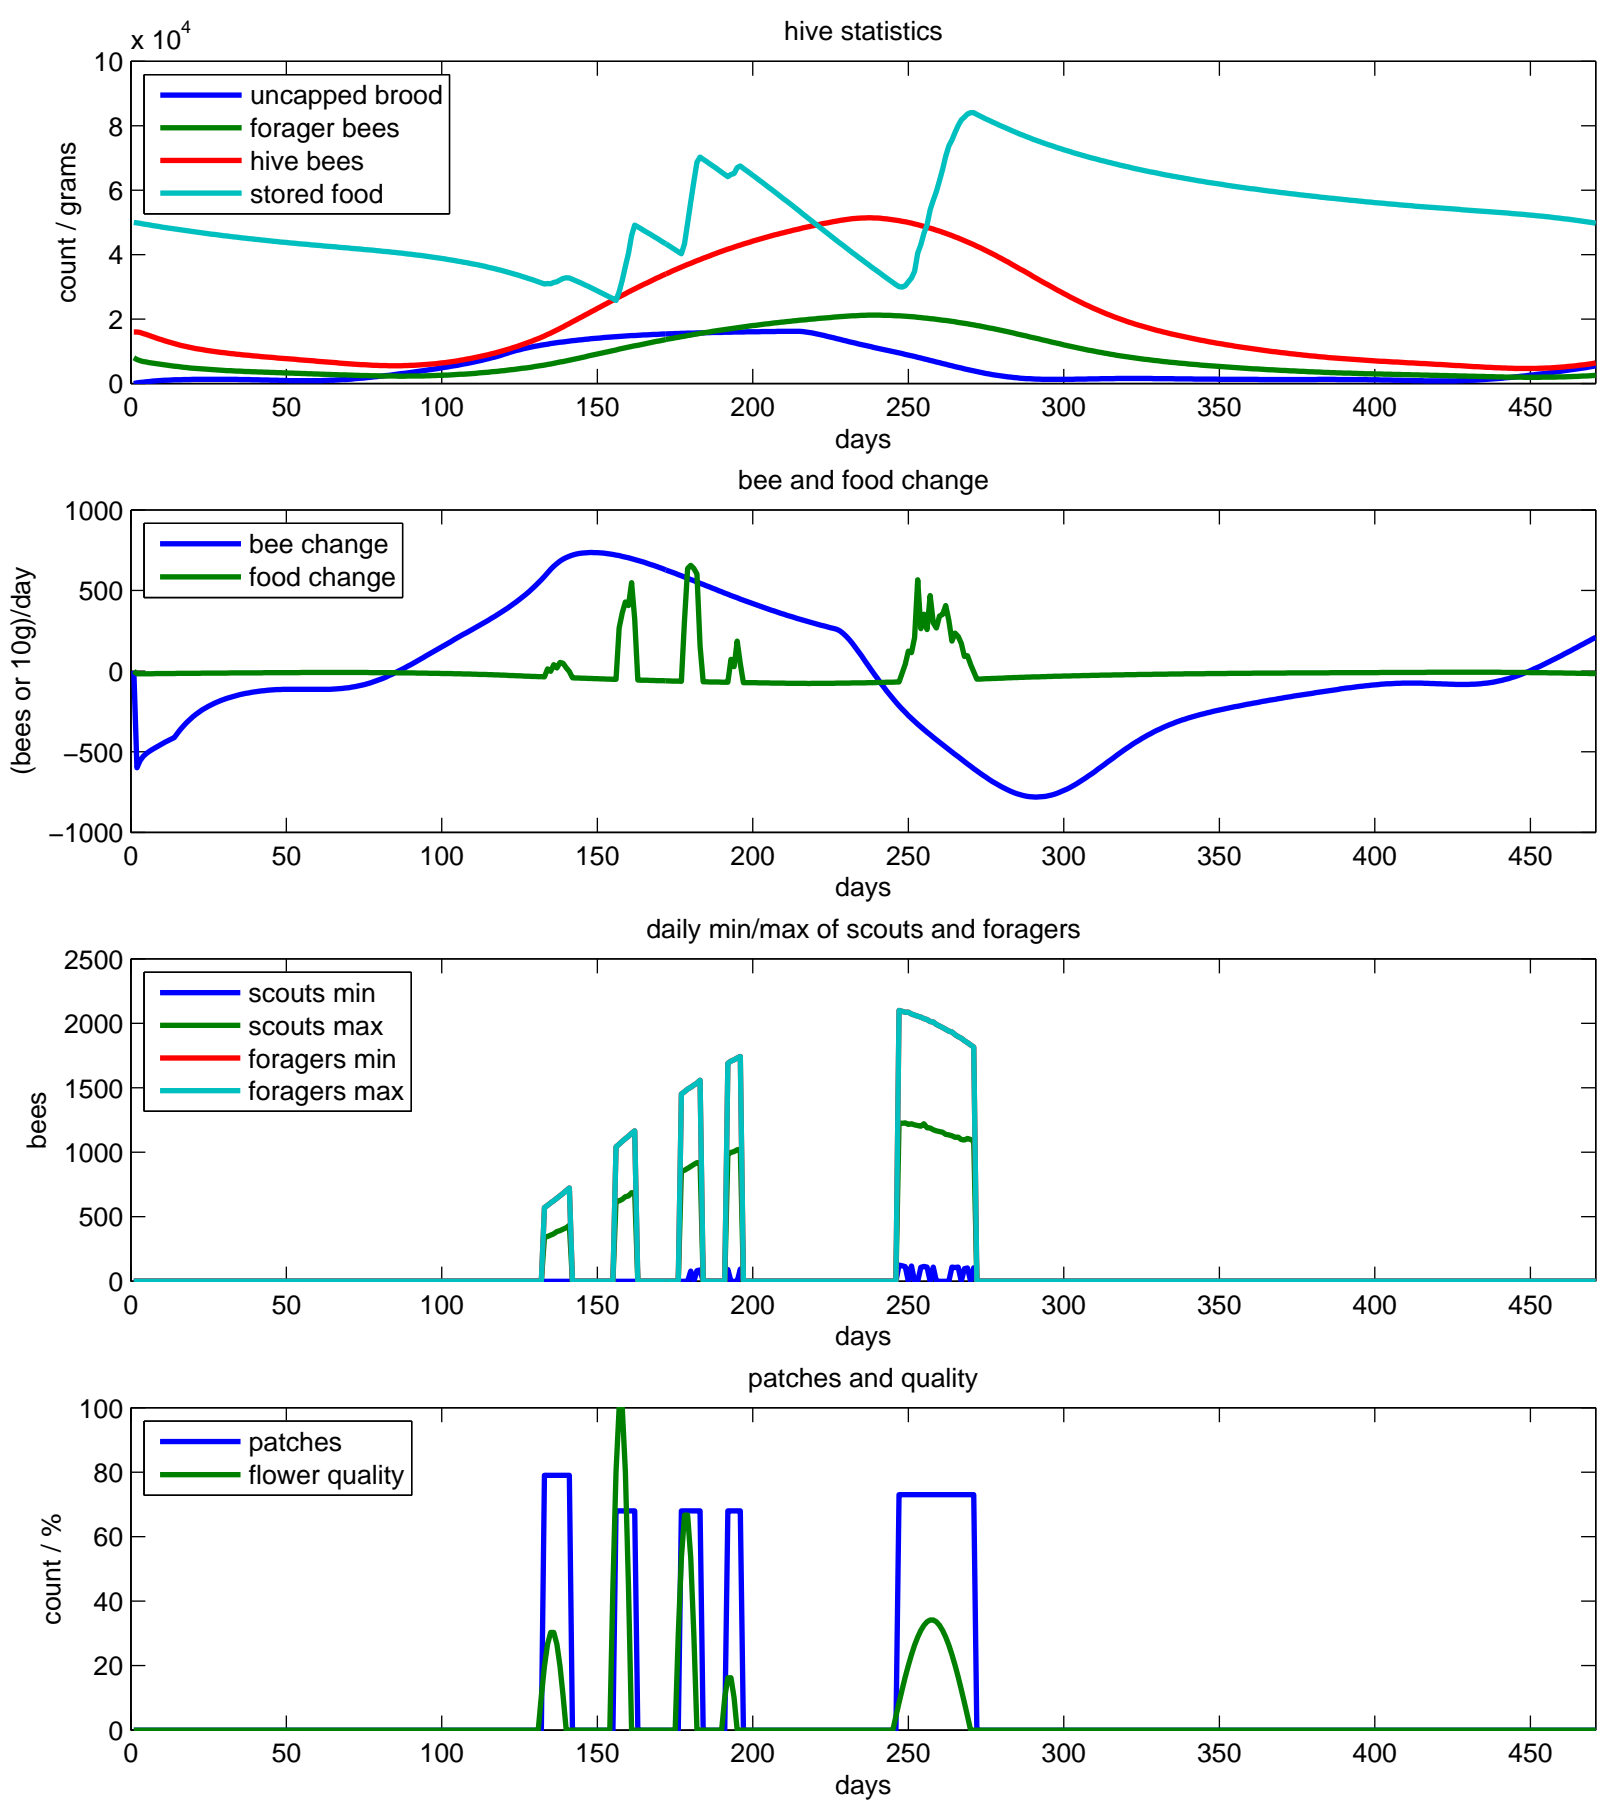 hive statistics
x 10^4
10
8
6
4
2
0
count / grams
uncapped brood
forager bees
hive bees
stored food
0 50 100 150 200 250 300 350 400 450
days
bee and food change
1000
500
0
−500
−1000
(bees or 10g)/day
bee change
food change
0 50 100 150 200 250 300 350 400 450
days
daily min/max of scouts and foragers
2500
2000
1500
1000
500
0
bees
scouts min
scouts max
foragers min
foragers max
0 50 100 150 200 250 300 350 400 450
days
patches and quality
100
80
60
40
20
0
count / %
patches
flower quality
0 50 100 150 200 250 300 350 400 450
days